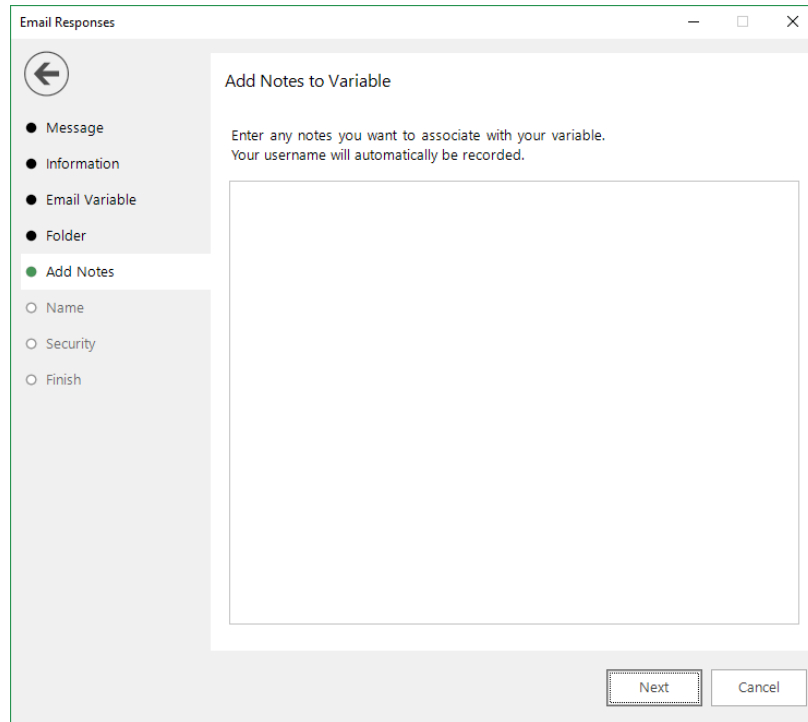 Email Responses
Add Notes to Variable
Message
Enter any notes you want to associate with your variable.
Your username will automatically be recorded.
Information
Email Variable
Folder
Add Notes
Name
Security
Finish
Next
Cancel